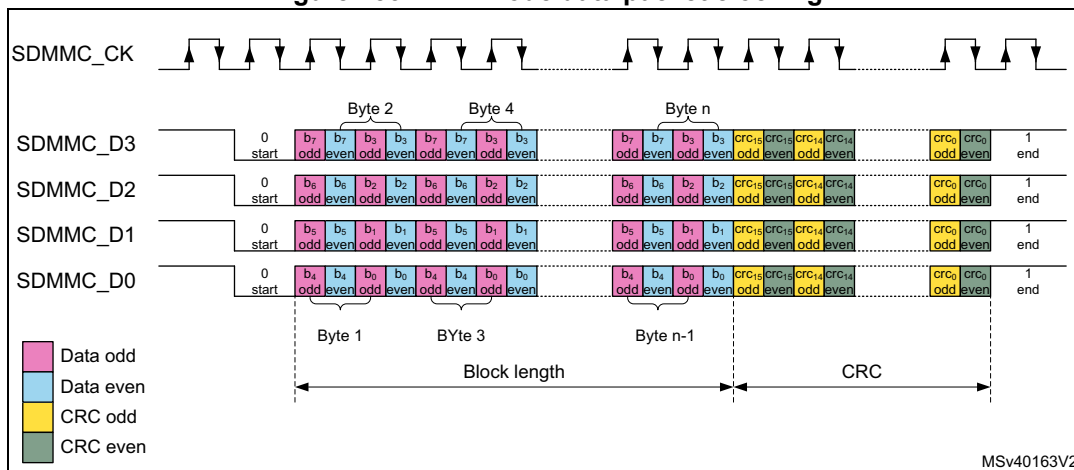 SDMMC_CK
Byte 2 Byte 4 Byte n
SDMMC_D3 0 b7 b7 b3 b3 b7 b7 b3 b3 b7 b7 b3 b3 crc15 crc15 crc14 crc14 crc0 crc0 1
start odd even odd even odd even odd even odd even odd even odd even odd even odd even end
SDMMC_D2 0 b6 b6 b2 b2 b6 b6 b2 b2 b6 b6 b2 b2 crc15 crc15 crc14 crc14 crc0 crc0 1
start odd even odd even odd even odd even odd even odd even odd even odd even odd even end
SDMMC_D1 0 b5 b5 b1 b1 b5 b5 b1 b1 b5 b5 b1 b1 crc15 crc15 crc14 crc14 crc0 crc0 1
start odd even odd even odd even odd even odd even odd even odd even odd even odd even end
SDMMC_D0 0 b4 b4 b0 b0 b4 b4 b0 b0 b4 b4 b0 b0 crc15 crc15 crc14 crc14 crc0 crc0 1
start odd even odd even odd even odd even odd even odd even odd even odd even odd even end
Byte 1 BYte 3 Byte n-1
Data odd
Block length CRC
Data even
CRC odd
CRC even
MSv40163V2